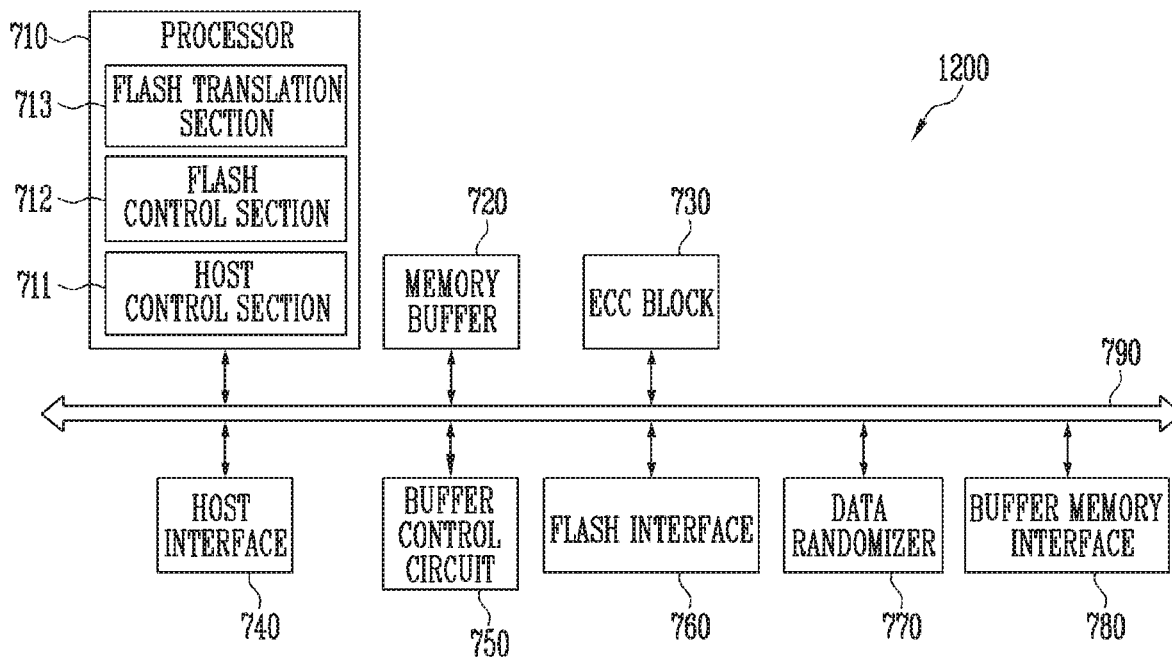 710
PROCESSOR
713
FLASH TRANSLATION
SECTION
1200
712
FLASH
CONTROL SECTION
720
730
711
HOST
CONTROL SECTION
MEMORY
BUFFER
ECC BLOCK
790
HOST
INTERFACE
BUFFER
CONTROL
CIRCUIT
FLASH INTERFACE
DATA
RANDOMIZER
BUFFER MEMORY
INTERFACE
740
750
760
770
780